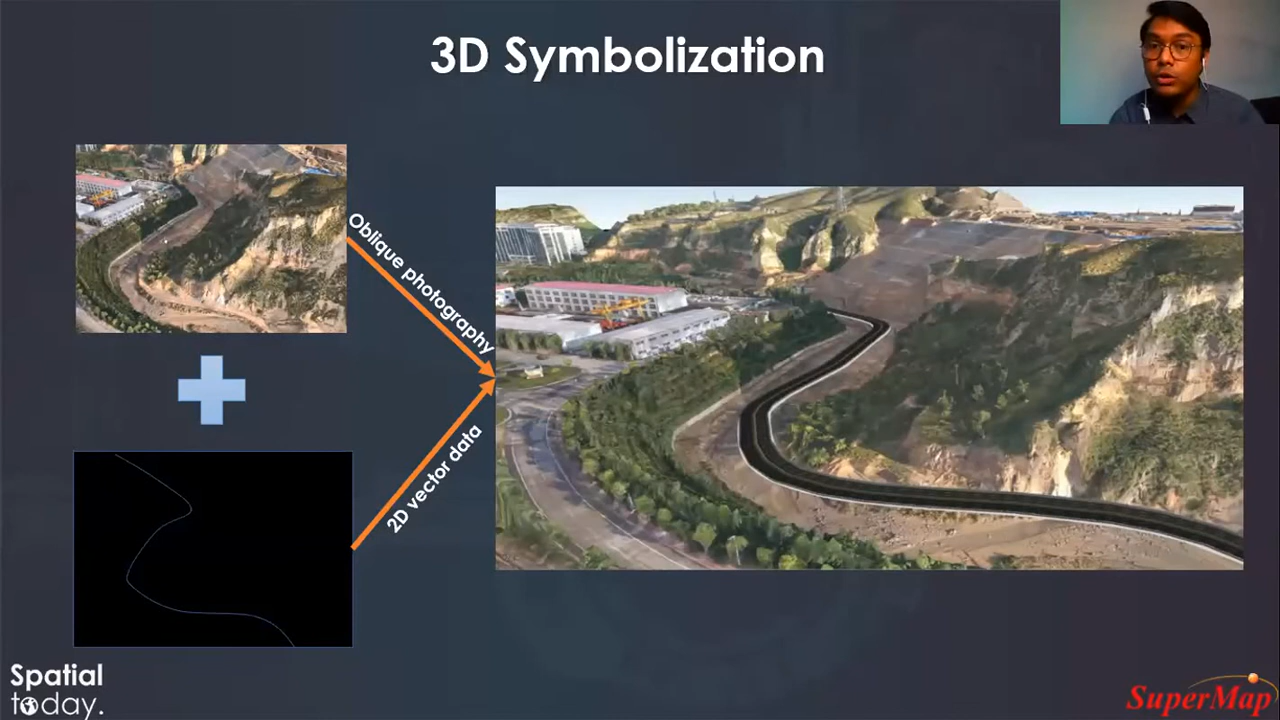 3D Symbolization
Oblique photography
2D vector data
Spatial
today.
SuperMap